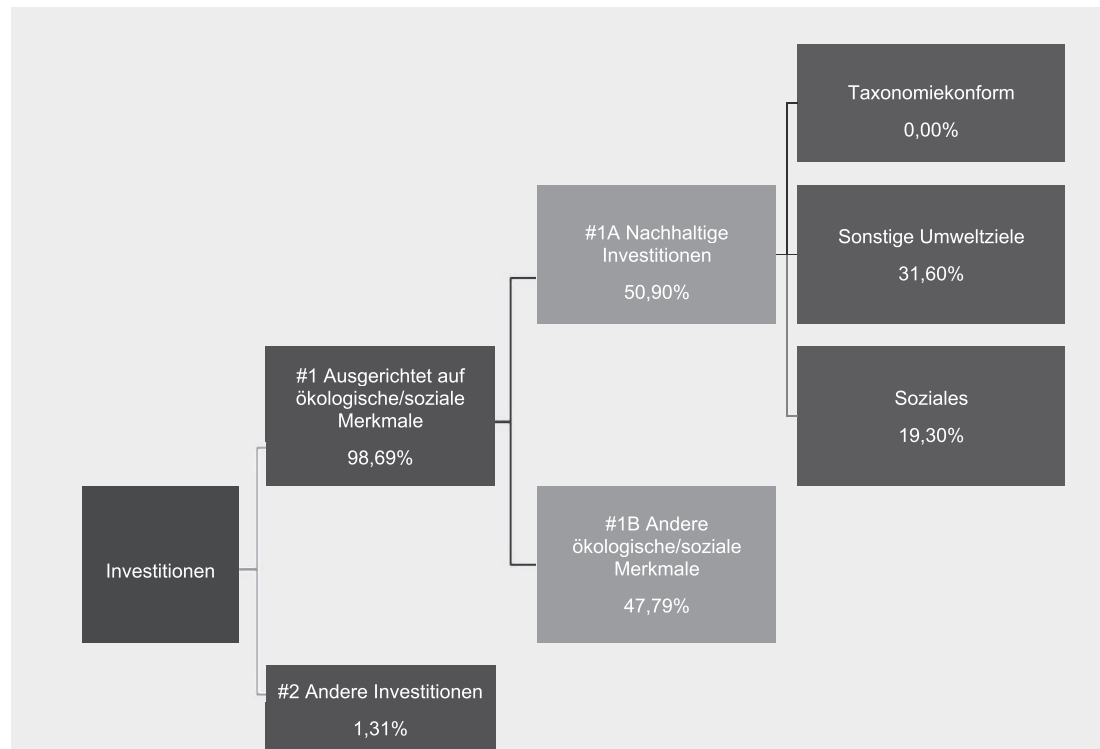 Taxonomiekonform
0,00%
#1A Nachhaltige
Investitionen
50,90%
Sonstige Umweltziele
31,60%
#1 Ausgerichtet auf
ökologische/soziale
Merkmale
98,69%
Soziales
19,30%
Investitionen
#1B Andere
ökologische/soziale
Merkmale
47,79%
#2 Andere Investitionen
1,31%